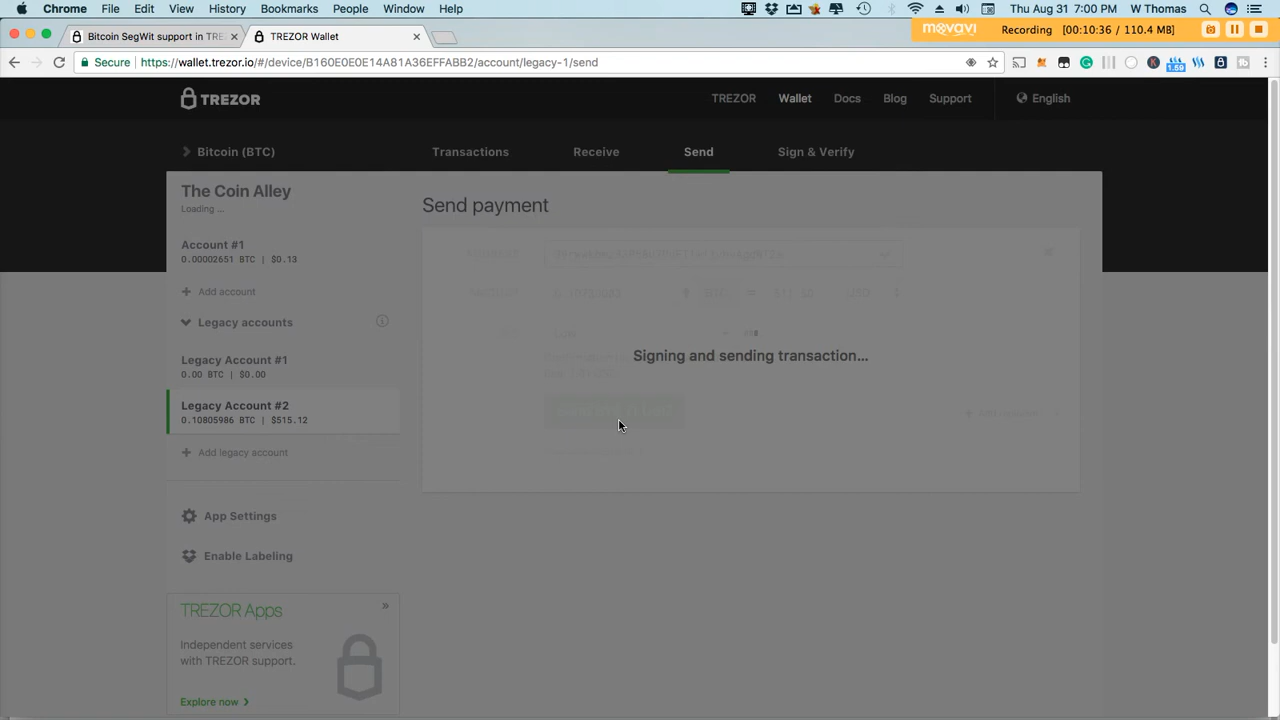 Chrome File Edit View History Bookmarks People Window Help Thu Aug 31 7:00 PM W Thomas
movavi Recording [00:10:36 / 110.4 MB]
Bitcoin SegWit support in TRE × TREZOR Wallet ×
Secure https://wallet.trezor.io/#/device/B160E0E0E14A81A36EFFABB2/account/legacy-1/send
1.59
TREZOR TREZOR Wallet Docs Blog Support English
Bitcoin (BTC) Transactions Receive Send Sign & Verify
The Coin Alley
Loading ...
Send payment
Account #1
0.00002651 BTC | $0.13
+ Add account
Legacy accounts
Signing and sending transaction...
Legacy Account #1
0.00 BTC | $0.00
Legacy Account #2
0.10805986 BTC | $515.12
+ Add legacy account
App Settings
Enable Labeling
TREZOR Apps »
Independent services
with TREZOR support.
Explore now